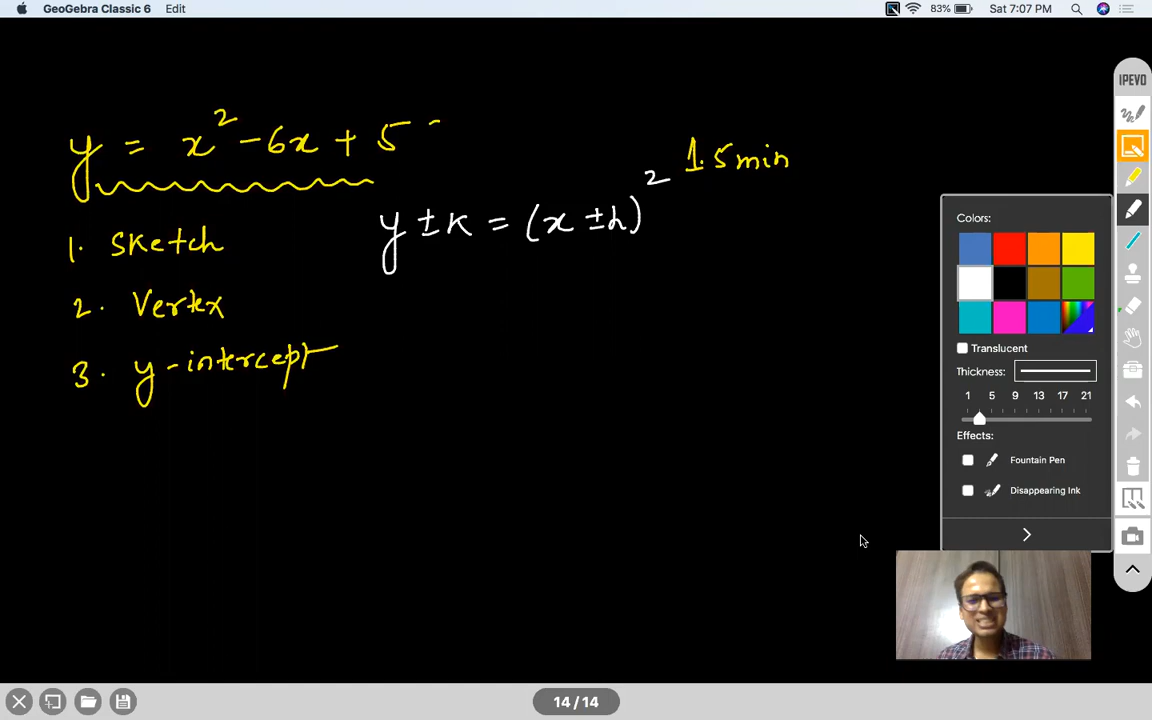 GeoGebra Classic 6 Edit
83% Sat 7:07 PM
IPEVO
y = x² - 6x + 5
1.5 min
y ± k = (x ± h)²
1. Sketch
2. Vertex
3. y-intercept
Colors:
Translucent
Thickness:
1 5 9 13 17 21
Effects:
Fountain Pen
Disappearing Ink
14 / 14